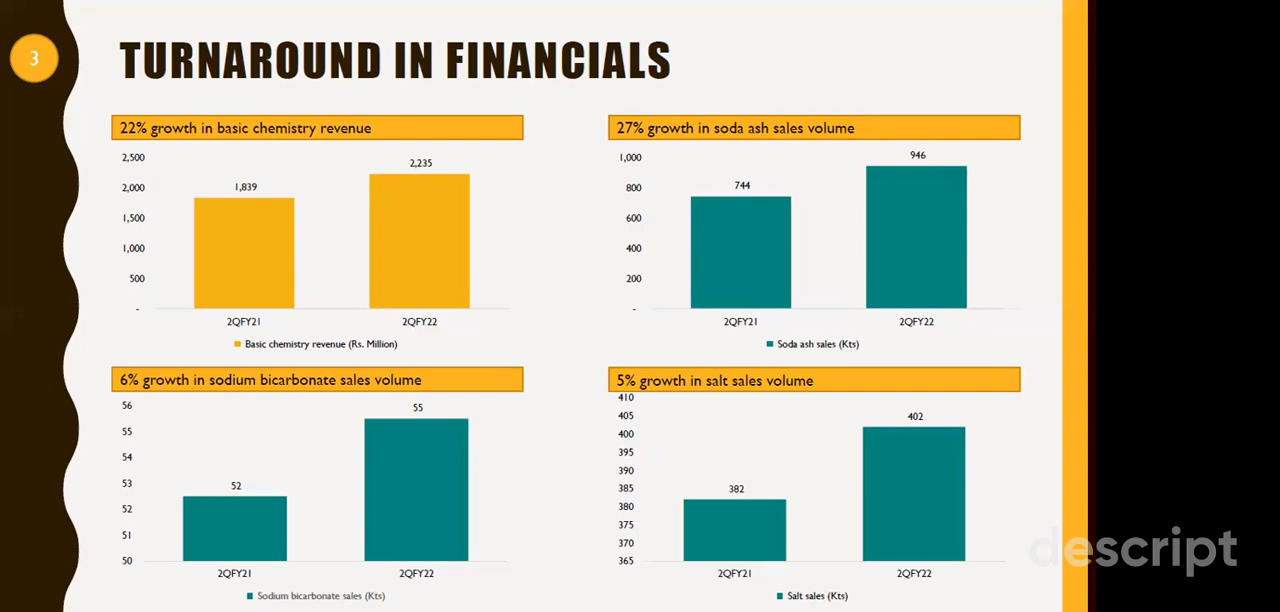 3
TURNAROUND IN FINANCIALS
22% growth in basic chemistry revenue
2,500
2,000
1,500
1,000
500
-
1,839
2,235
2QFY21
2QFY22
Basic chemistry revenue (Rs. Million)
27% growth in soda ash sales volume
1,000
800
600
400
200
-
744
946
2QFY21
2QFY22
Soda ash sales (Kts)
6% growth in sodium bicarbonate sales volume
56
55
54
53
52
51
50
52
55
2QFY21
2QFY22
Sodium bicarbonate sales (Kts)
5% growth in salt sales volume
410
405
400
395
390
385
380
375
370
365
382
402
2QFY21
2QFY22
Salt sales (Kts)
descript